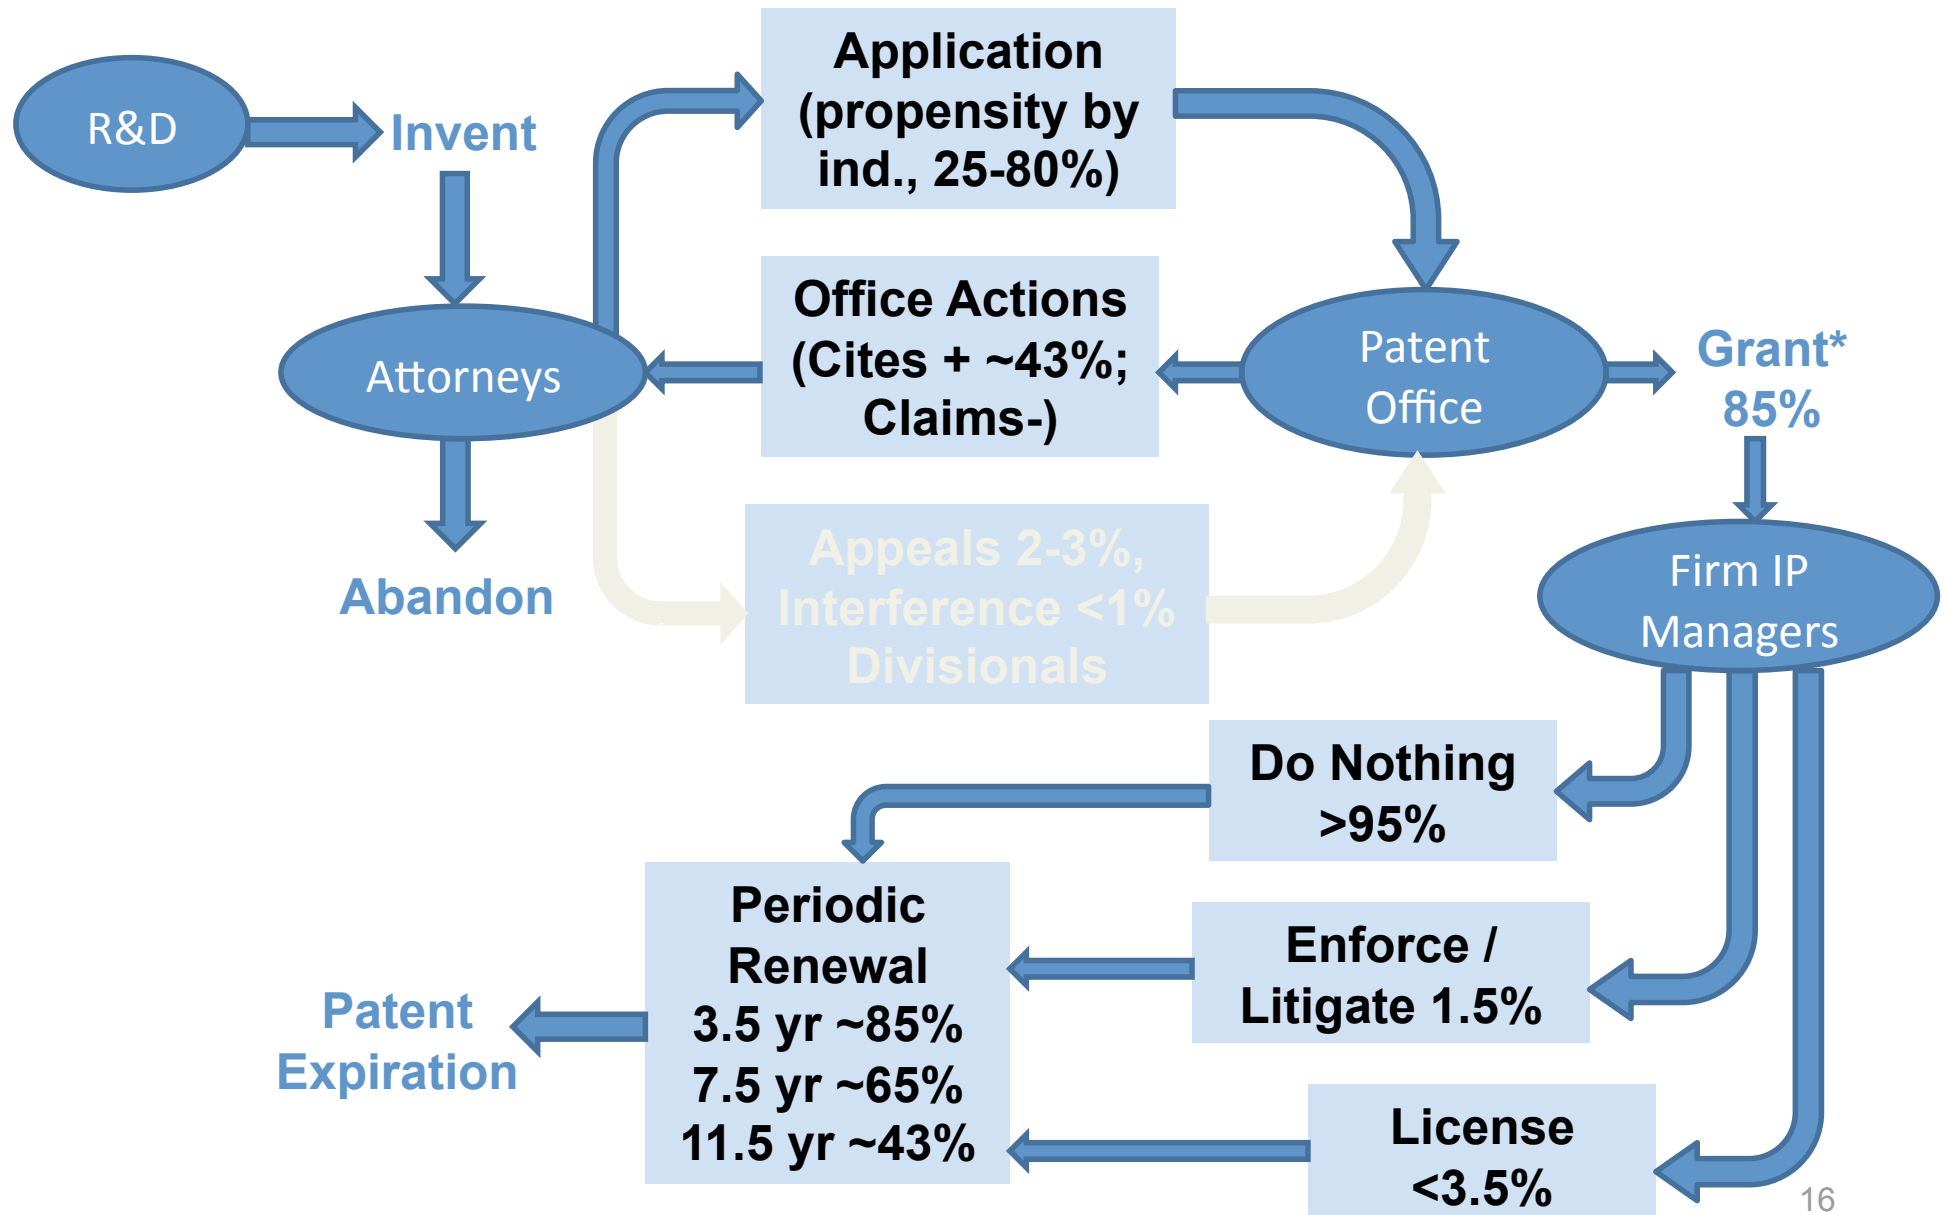 R&D
Invent
Application
(propensity by
ind., 25-80%)
Attorneys
Office Actions
(Cites + ~43%;
Claims-)
Patent
Office
Grant*
85%
Abandon
Appeals 2-3%,
Interference <1%
Divisionals
Firm IP
Managers
Do Nothing
>95%
Periodic
Renewal
3.5 yr ~85%
7.5 yr ~65%
11.5 yr ~43%
Enforce /
Litigate 1.5%
Patent
Expiration
License
<3.5%
16